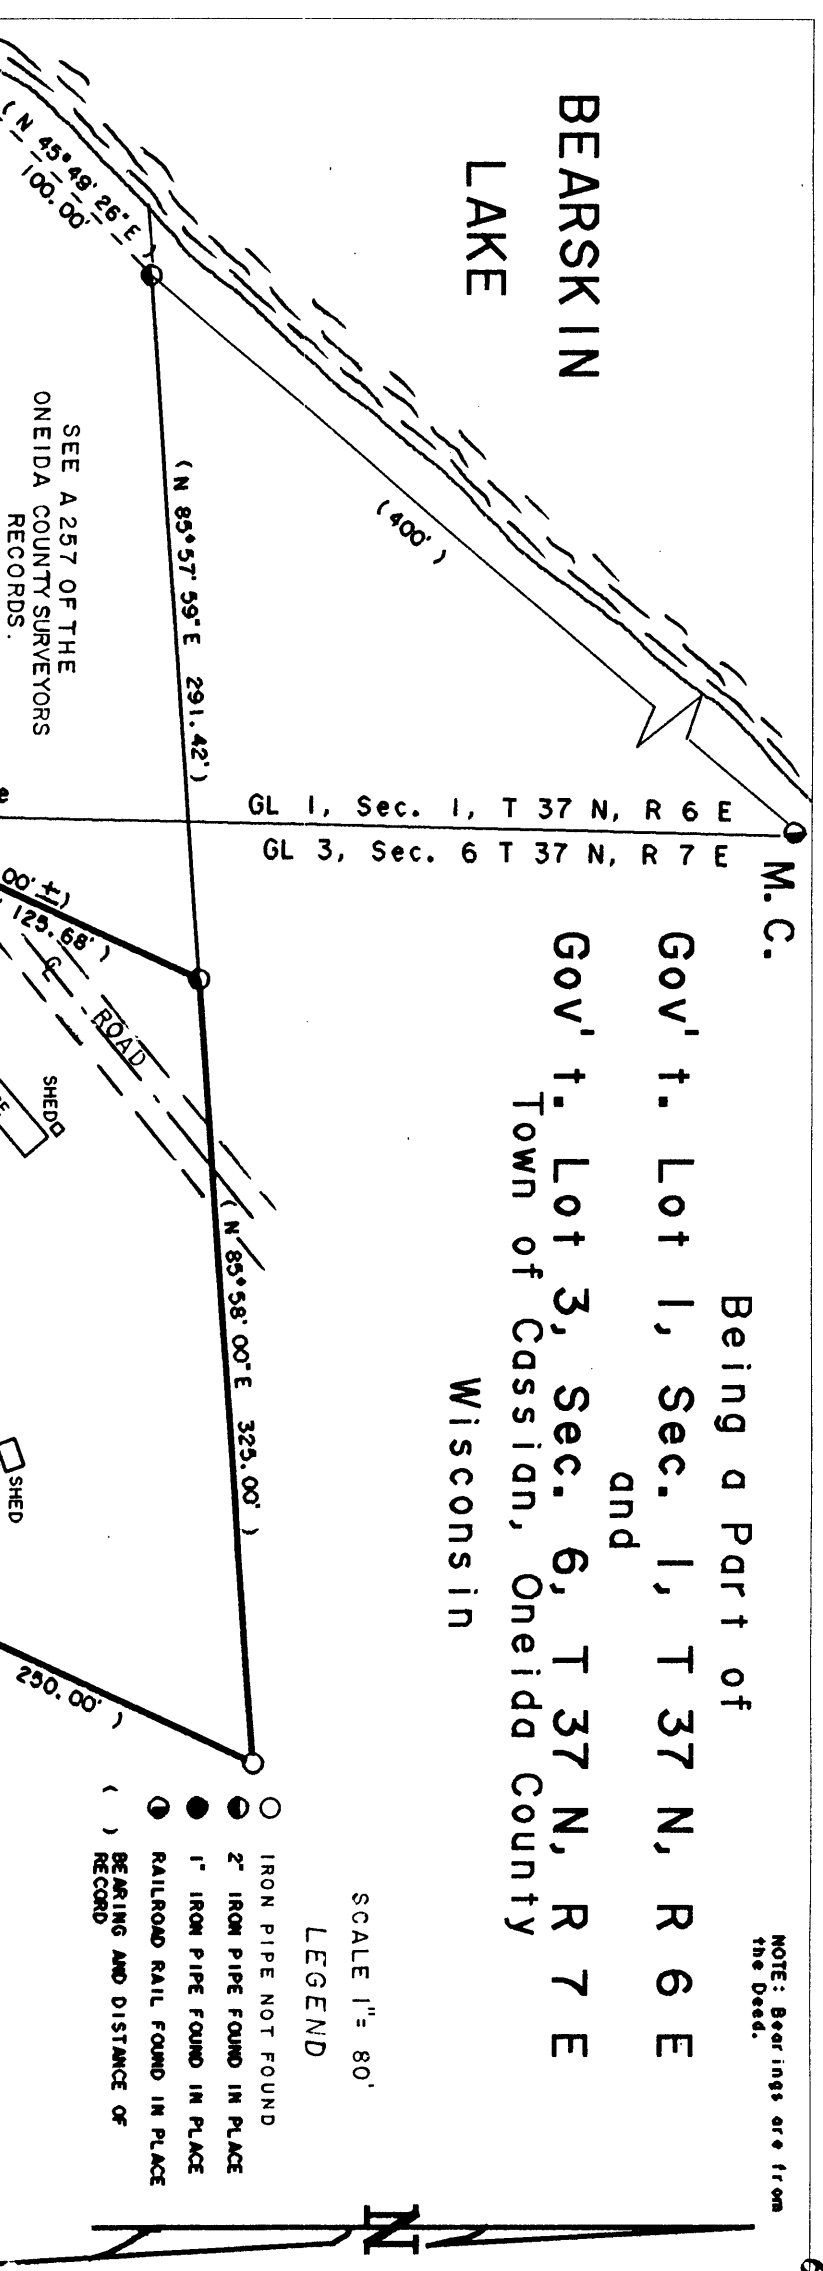 NOTE: Bearings are from
the Deed.
Being a Part of
Gov't. Lot 1, Sec. 1, T 37 N, R 6 E
and
Gov't. Lot 3, Sec. 6, T 37 N, R 7 E
Town of Cassian, Oneida County
Wisconsin
BEARSKIN
LAKE
M.C.
(400')
GL 1, Sec. 1, T 37 N, R 6 E
GL 3, Sec. 6 T 37 N, R 7 E
(N 45°49'26"E)
100.00'
(N 85°57'59"E 291.42')
SEE A 257 OF THE
ONEIDA COUNTY SURVEYORS
RECORDS.
00'±)
125.68')
ROAD
SHED
(N 85°58'00"E 325.00')
SHED
250.00')
SCALE 1"= 80'
LEGEND
IRON PIPE NOT FOUND
2" IRON PIPE FOUND IN PLACE
1" IRON PIPE FOUND IN PLACE
RAILROAD RAIL FOUND IN PLACE
( ) BEARING AND DISTANCE OF
RECORD
N